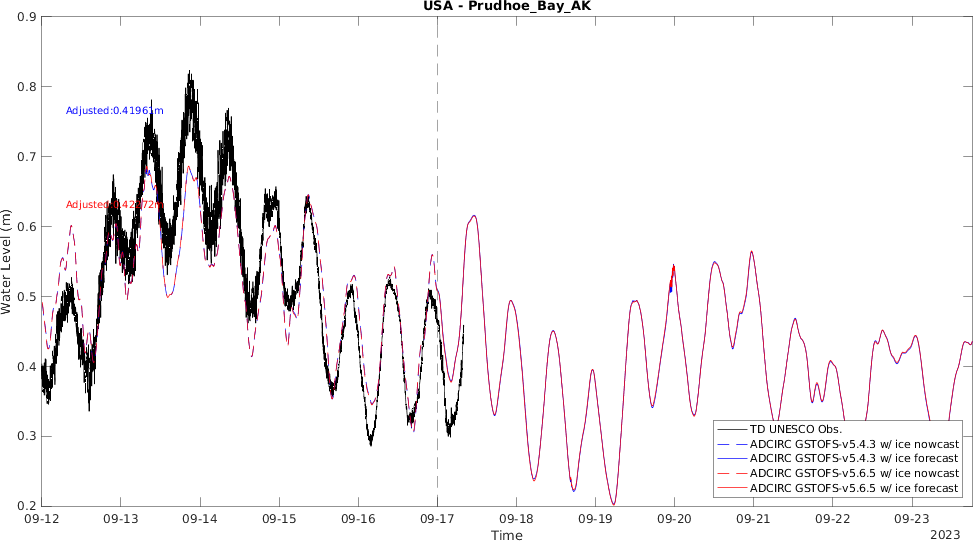 USA - Prudhoe_Bay_AK
0.9
0.8
0.7
0.6
0.5
0.4
0.3
0.2
Water Level (m)
Adjusted:0.41961m
TD UNESCO Obs.
ADCIRC GSTOFS-v5.4.3 w/ ice nowcast
ADCIRC GSTOFS-v5.4.3 w/ ice forecast
ADCIRC GSTOFS-v5.6.5 w/ ice nowcast
ADCIRC GSTOFS-v5.6.5 w/ ice forecast
09-12 09-13 09-14 09-15 09-16 09-17 09-18 09-19 09-20 09-21 09-22 09-23
Time
2023